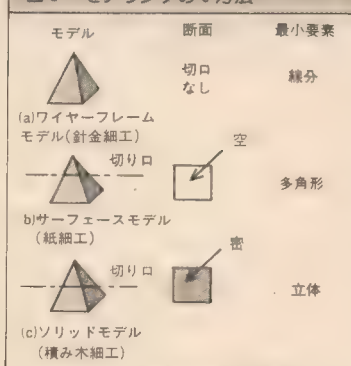 モデル 断面 最小要素
切口
なし
線分
(a)ワイヤーフレーム
モデル(針金細工)
切り口
空
多角形
b)サーフェースモデル
(紙細工)
切り口
密
立体
(c)ソリッドモデル
(積み木細工)